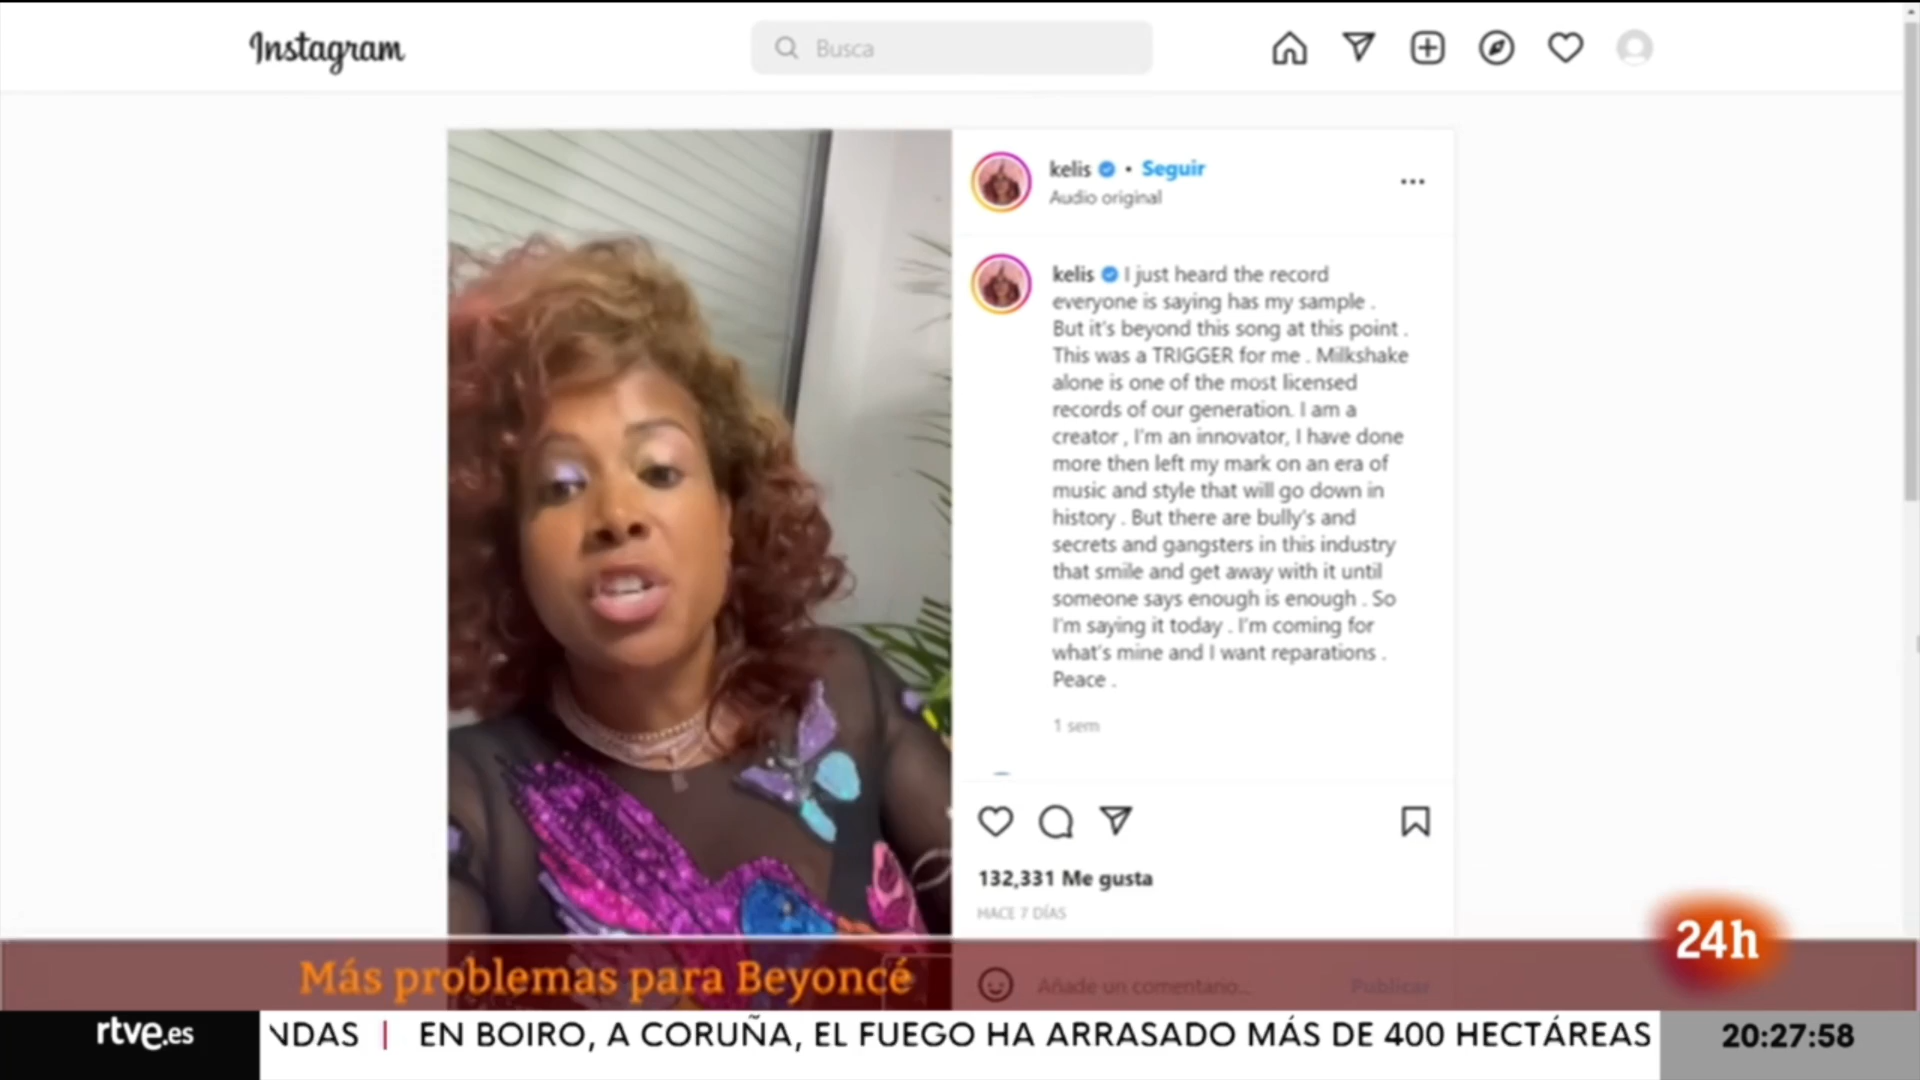 Instagram
Busca
kelis • Seguir
Audio original
kelis I just heard the record
everyone is saying has my sample .
But it's beyond this song at this point .
This was a TRIGGER for me . Milkshake
alone is one of the most licensed
records of our generation. I am a
creator , I'm an innovator, I have done
more then left my mark on an era of
music and style that will go down in
history . But there are bully's and
secrets and gangsters in this industry
that smile and get away with it until
someone says enough is enough . So
I'm saying it today . I'm coming for
what's mine and I want reparations .
Peace .
1 sem
132,331 Me gusta
HACE 7 DÍAS
24h
Más problemas para Beyoncé
Añade un comentario...
Publicar
rtve.es
NDAS | EN BOIRO, A CORUÑA, EL FUEGO HA ARRASADO MÁS DE 400 HECTÁREAS
20:27:58